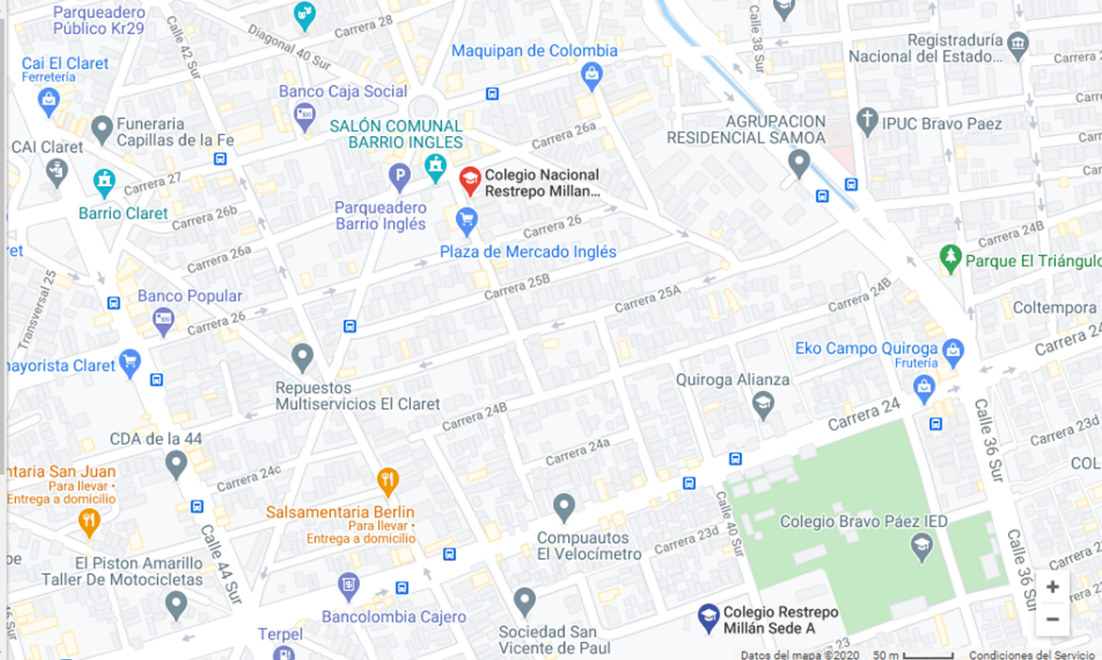 Parqueadero
Público Kr29
Calle 42 Sur
Diagonal 40 Sur
Carrera 28
Calle 38 Sur
Maquipan de Colombia
Registraduría
Nacional del Estado...
Cai El Claret
Ferretería
Banco Caja Social
Funeraria
Capillas de la Fe
SALÓN COMUNAL
BARRIO INGLES
Carrera 26a
AGRUPACION
RESIDENCIAL SAMOA
IPUC Bravo Paez
CAI Claret
Carrera 27
Colegio Nacional
Restrepo Millan...
Barrio Claret
Carrera 26b
Parqueadero
Barrio Inglés
Carrera 26
Plaza de Mercado Inglés
Carrera 24B
Carrera 26a
Parque El Triángulo
Transversal 25
Banco Popular
Carrera 25B
Carrera 25A
Carrera 24B
Coltempora
Carrera 26
Carrera 24
mayorista Claret
Eko Campo Quiroga
Frutería
Repuestos
Multiservicios El Claret
Quiroga Alianza
Carrera 24B
Carrera 24
Calle 36 Sur
CDA de la 44
Carrera 24a
Carrera 23d
Carrera 24c
ntaria San Juan
Para llevar •
Entrega a domicilio
COL
Salsamentaria Berlin
Para llevar •
Entrega a domicilio
Calle 40 Sur
Colegio Bravo Páez IED
Calle 44 Sur
Compuautos
El Velocímetro
Carrera 23d
Calle 36 Sur
El Piston Amarillo
Taller De Motocicletas
Bancolombia Cajero
Colegio Restrepo
Millán Sede A
Sociedad San
Vicente de Paul
Terpel
Datos del mapa ©2020
50 m
Condiciones del Servicio